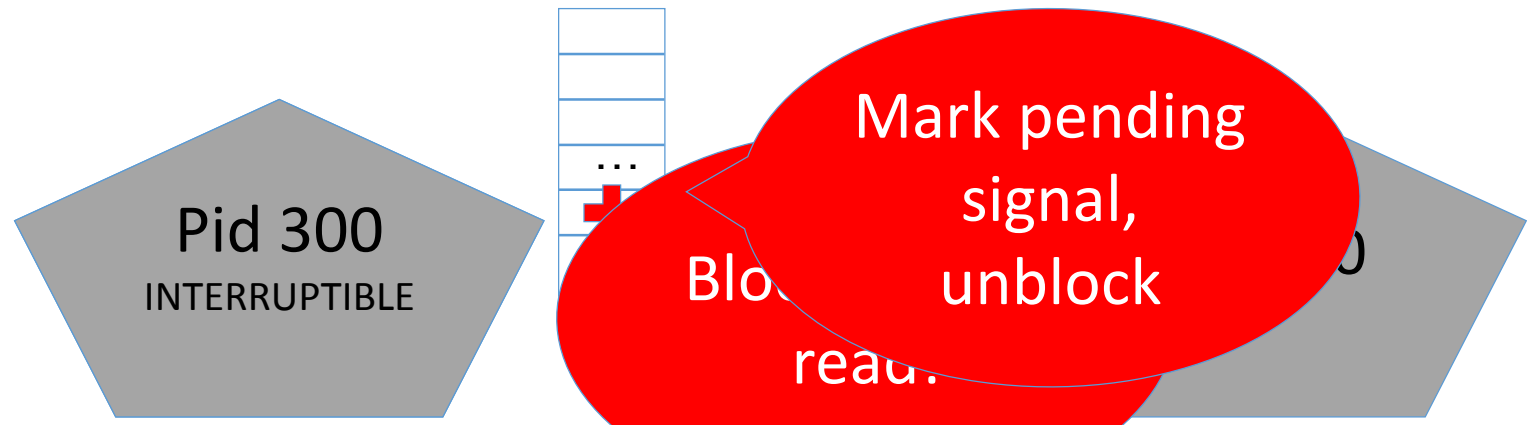 Pid 300
INTERRUPTIBLE
...
Mark pending
signal,
unblock